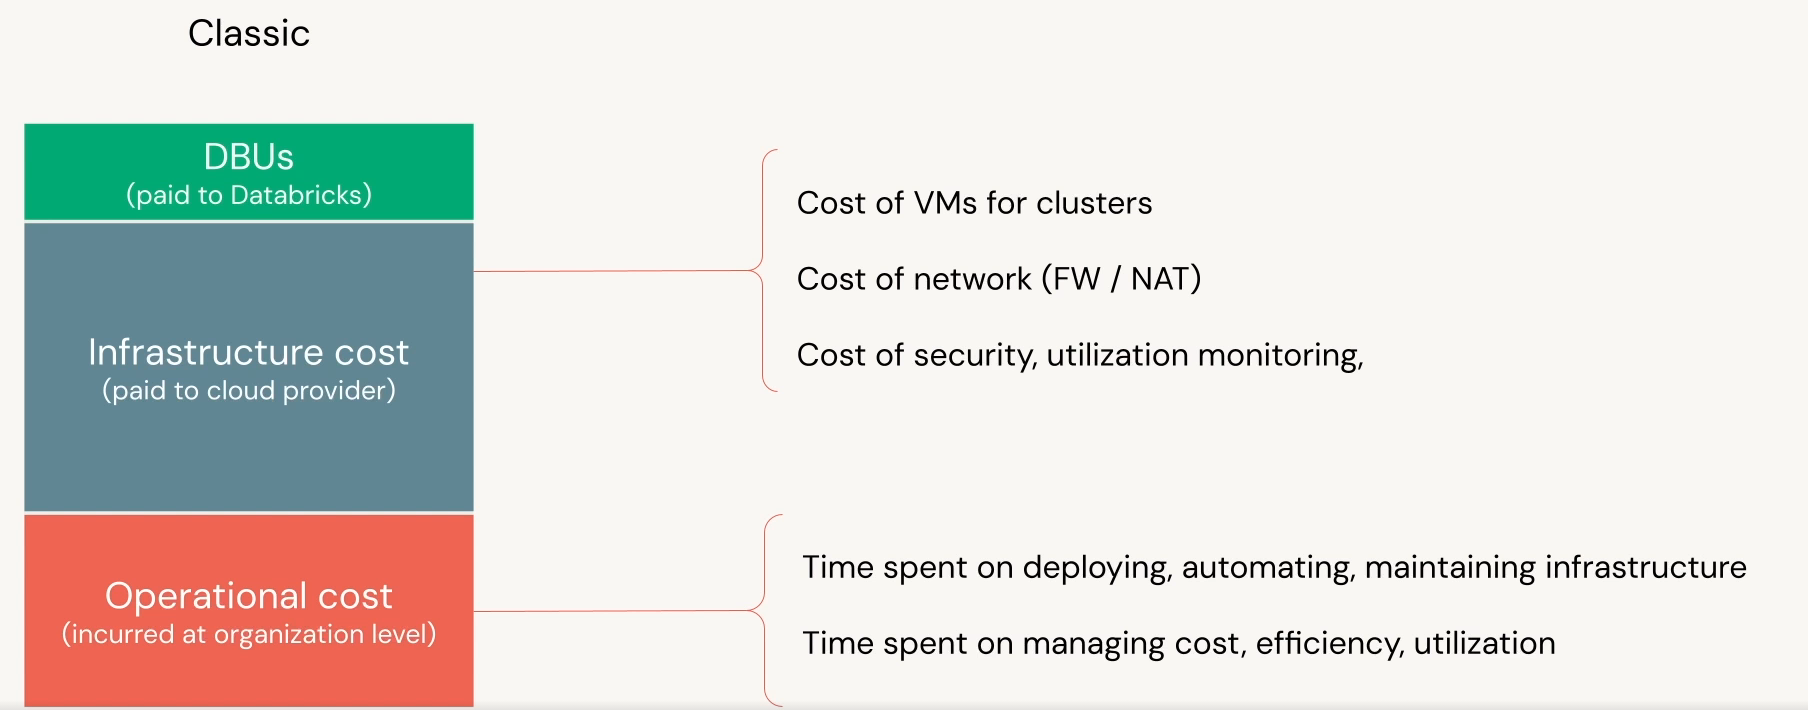 Classic
DBUs
(paid to Databricks)
Infrastructure cost
(paid to cloud provider)
Operational cost
(incurred at organization level)
Cost of VMs for clusters
Cost of network (FW / NAT)
Cost of security, utilization monitoring,
Time spent on deploying, automating, maintaining infrastructure
Time spent on managing cost, efficiency, utilization